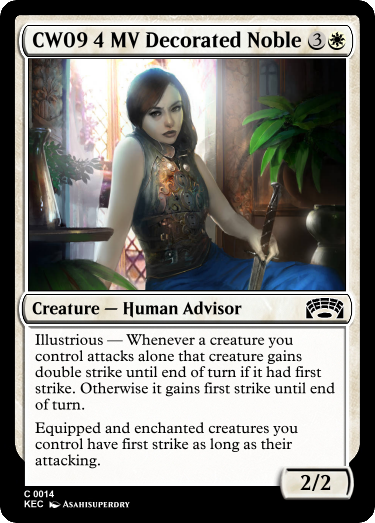 CW09 4 MV Decorated Noble 3
Creature — Human Advisor
Illustrious — Whenever a creature you
control attacks alone that creature gains
double strike until end of turn if it had first
strike. Otherwise it gains first strike until end
of turn.
Equipped and enchanted creatures you
control have first strike as long as their
attacking.
2/2
C 0014
KEC Asahisuperdry